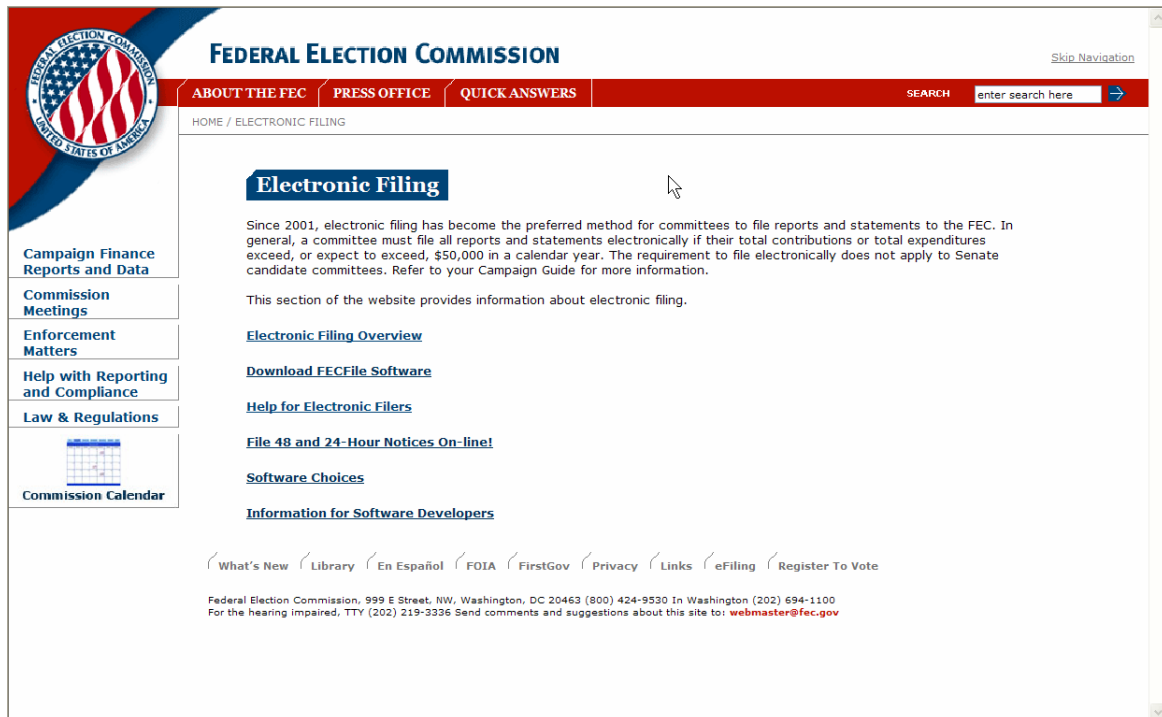 FEDERAL ELECTION COMMISSION
UNITED STATES OF AMERICA
FEDERAL ELECTION COMMISSION
Skip Navigation
ABOUT THE FEC PRESS OFFICE QUICK ANSWERS SEARCH enter search here
HOME / ELECTRONIC FILING
Electronic Filing
Since 2001, electronic filing has become the preferred method for committees to file reports and statements to the FEC. In
general, a committee must file all reports and statements electronically if their total contributions or total expenditures
exceed, or expect to exceed, $50,000 in a calendar year. The requirement to file electronically does not apply to Senate
candidate committees. Refer to your Campaign Guide for more information.
This section of the website provides information about electronic filing.
Electronic Filing Overview
Download FECFile Software
Help for Electronic Filers
File 48 and 24-Hour Notices On-line!
Software Choices
Information for Software Developers
Campaign Finance
Reports and Data
Commission
Meetings
Enforcement
Matters
Help with Reporting
and Compliance
Law & Regulations
Commission Calendar
What's New Library En Español FOIA FirstGov Privacy Links eFiling Register To Vote
Federal Election Commission, 999 E Street, NW, Washington, DC 20463 (800) 424-9530 In Washington (202) 694-1100
For the hearing impaired, TTY (202) 219-3336 Send comments and suggestions about this site to: webmaster@fec.gov